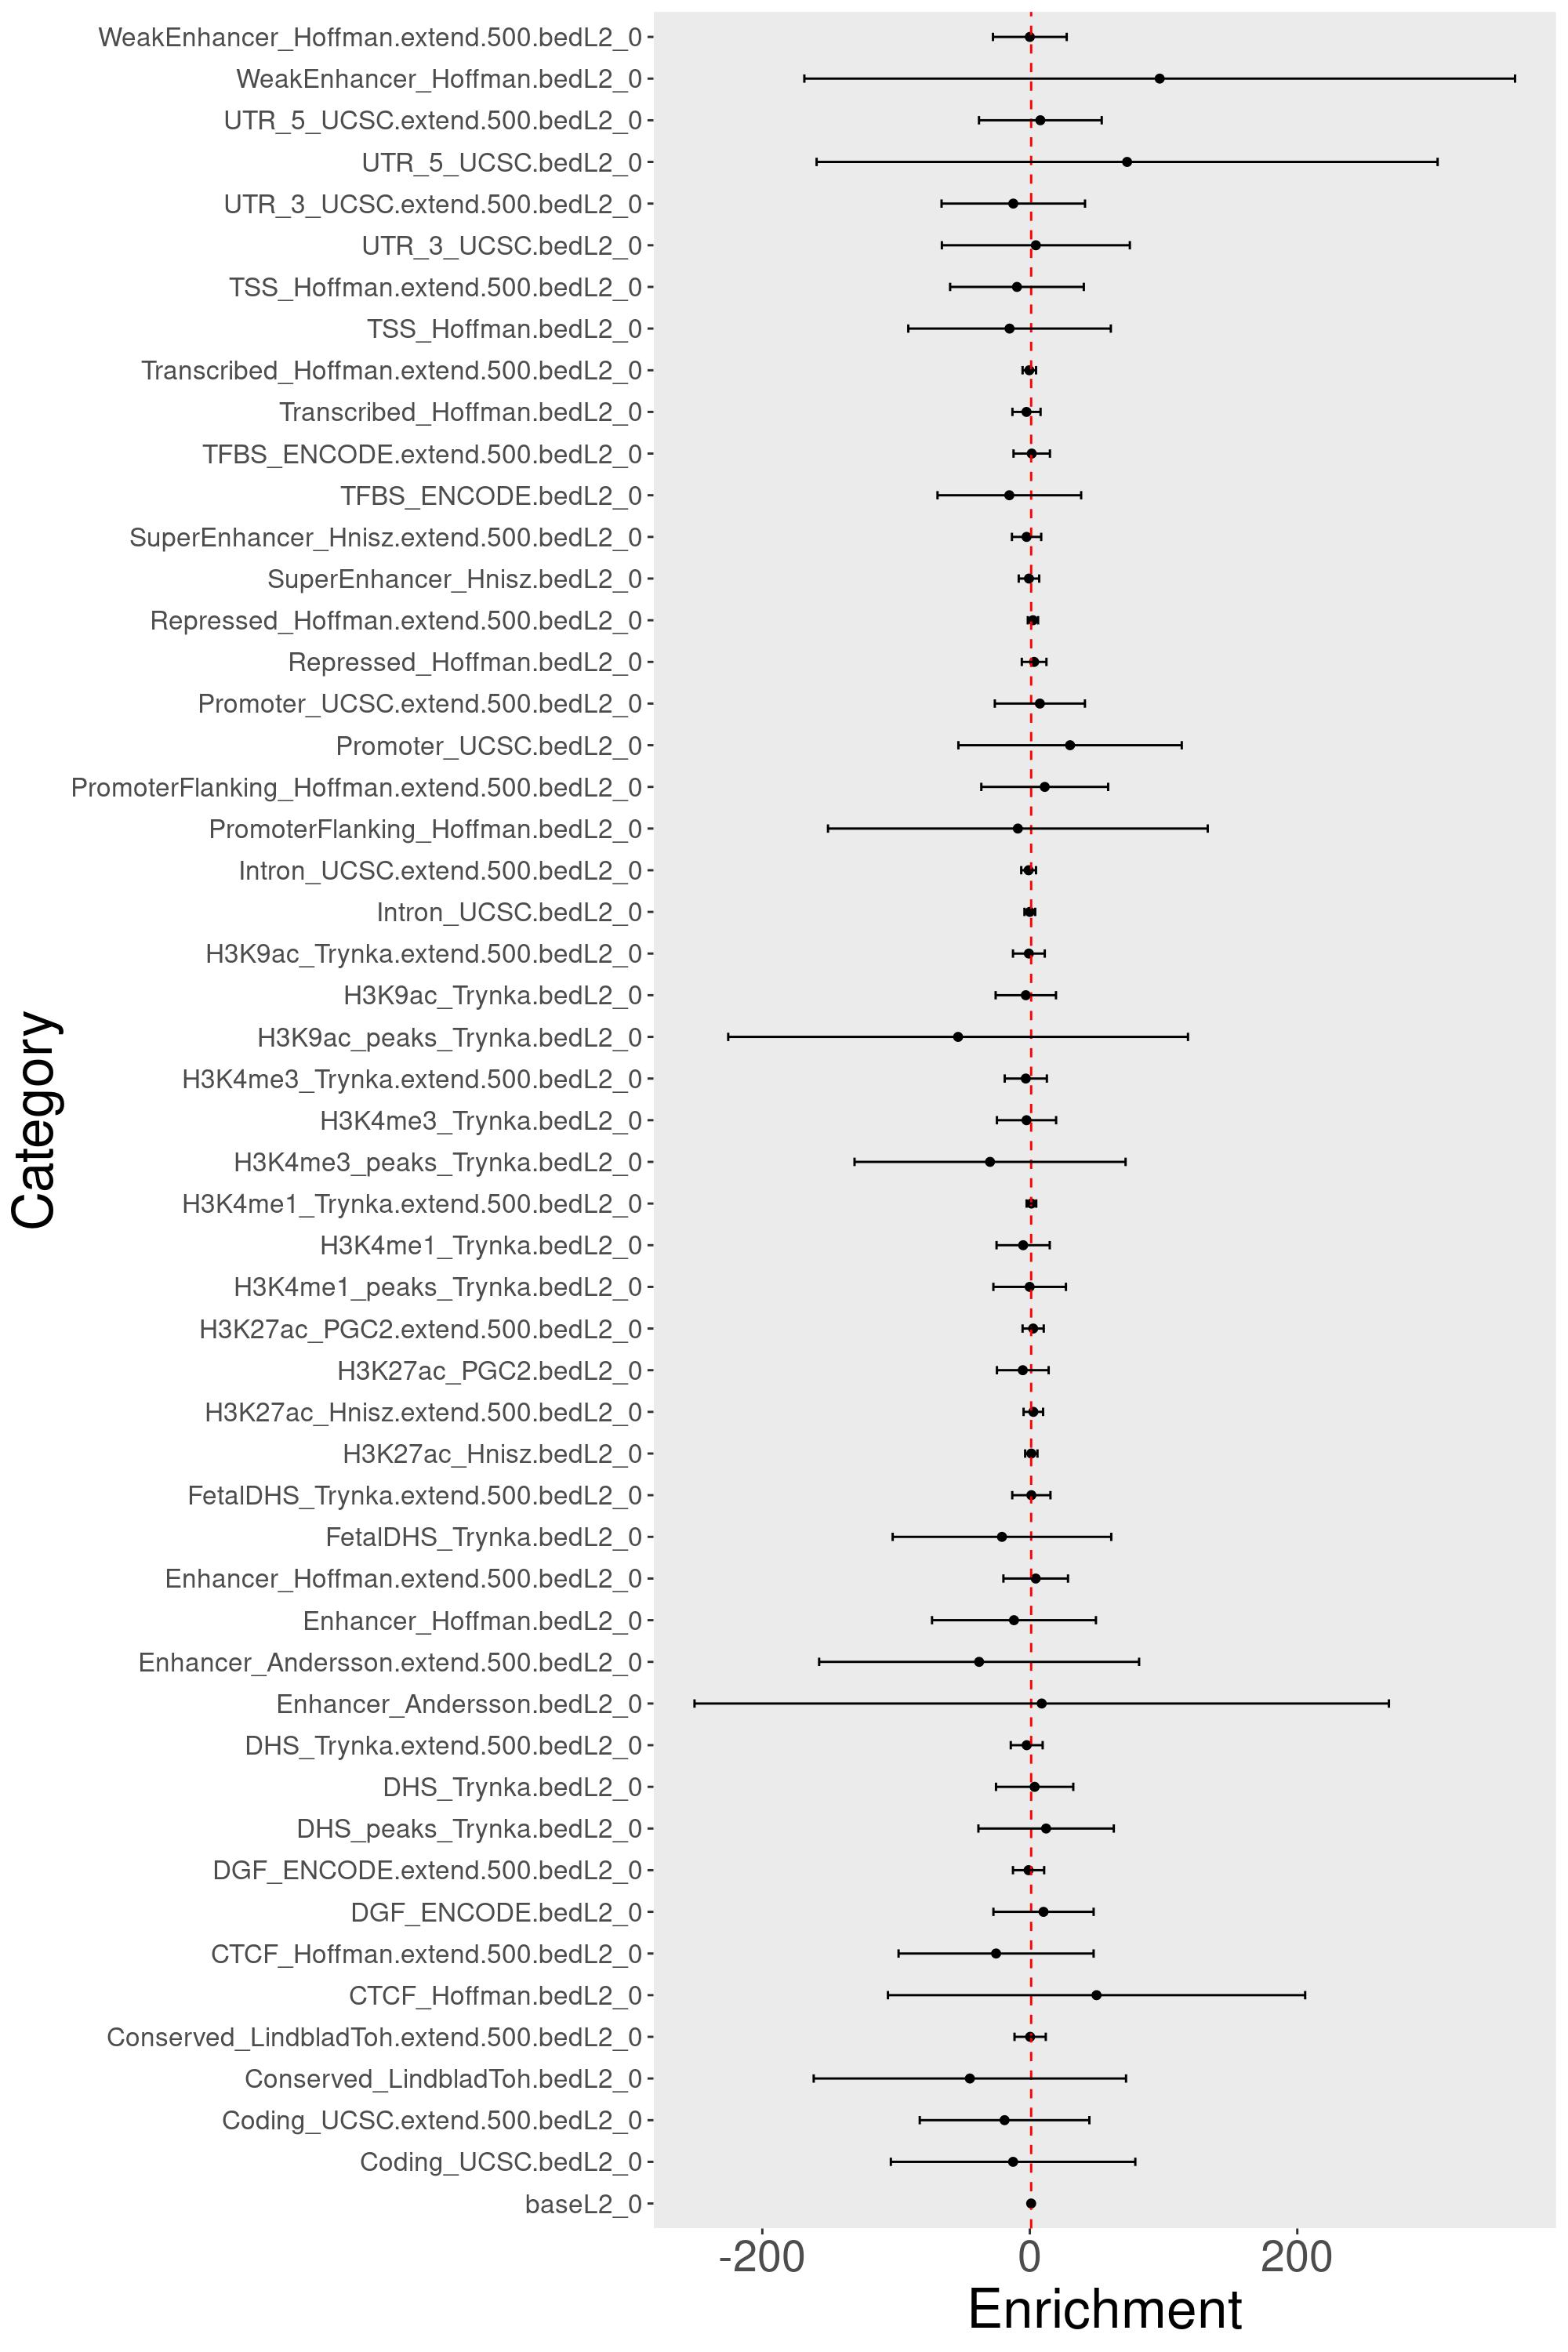 WeakEnhancer_Hoffman.extend.500.bedL2_0
WeakEnhancer_Hoffman.bedL2_0
UTR_5_UCSC.extend.500.bedL2_0
UTR_5_UCSC.bedL2_0
UTR_3_UCSC.extend.500.bedL2_0
UTR_3_UCSC.bedL2_0
TSS_Hoffman.extend.500.bedL2_0
TSS_Hoffman.bedL2_0
Transcribed_Hoffman.extend.500.bedL2_0
Transcribed_Hoffman.bedL2_0
TFBS_ENCODE.extend.500.bedL2_0
TFBS_ENCODE.bedL2_0
SuperEnhancer_Hnisz.extend.500.bedL2_0
SuperEnhancer_Hnisz.bedL2_0
Repressed_Hoffman.extend.500.bedL2_0
Repressed_Hoffman.bedL2_0
Promoter_UCSC.extend.500.bedL2_0
Promoter_UCSC.bedL2_0
PromoterFlanking_Hoffman.extend.500.bedL2_0
PromoterFlanking_Hoffman.bedL2_0
Intron_UCSC.extend.500.bedL2_0
Intron_UCSC.bedL2_0
H3K9ac_Trynka.extend.500.bedL2_0
H3K9ac_Trynka.bedL2_0
H3K9ac_peaks_Trynka.bedL2_0
H3K4me3_Trynka.extend.500.bedL2_0
H3K4me3_Trynka.bedL2_0
H3K4me3_peaks_Trynka.bedL2_0
H3K4me1_Trynka.extend.500.bedL2_0
H3K4me1_Trynka.bedL2_0
H3K4me1_peaks_Trynka.bedL2_0
H3K27ac_PGC2.extend.500.bedL2_0
H3K27ac_PGC2.bedL2_0
H3K27ac_Hnisz.extend.500.bedL2_0
H3K27ac_Hnisz.bedL2_0
FetalDHS_Trynka.extend.500.bedL2_0
FetalDHS_Trynka.bedL2_0
Enhancer_Hoffman.extend.500.bedL2_0
Enhancer_Hoffman.bedL2_0
Enhancer_Andersson.extend.500.bedL2_0
Enhancer_Andersson.bedL2_0
DHS_Trynka.extend.500.bedL2_0
DHS_Trynka.bedL2_0
DHS_peaks_Trynka.bedL2_0
DGF_ENCODE.extend.500.bedL2_0
DGF_ENCODE.bedL2_0
CTCF_Hoffman.extend.500.bedL2_0
CTCF_Hoffman.bedL2_0
Conserved_LindbladToh.extend.500.bedL2_0
Conserved_LindbladToh.bedL2_0
Coding_UCSC.extend.500.bedL2_0
Coding_UCSC.bedL2_0
baseL2_0
Category
-200 0 200
Enrichment